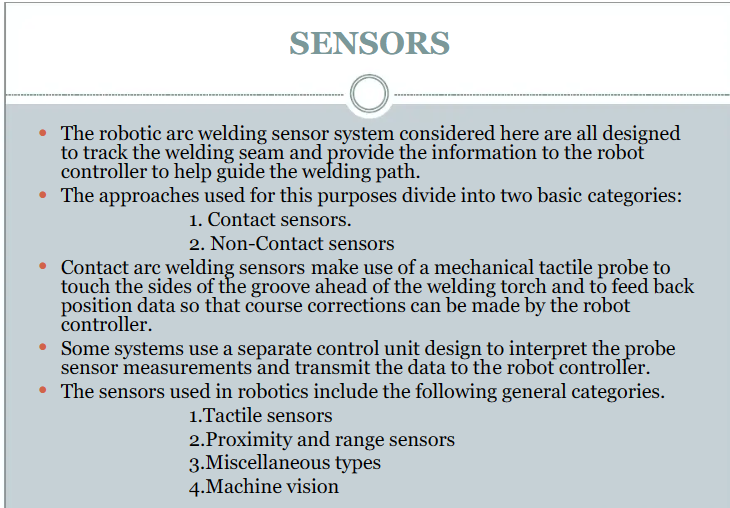 SENSORS
• The robotic arc welding sensor system considered here are all designed
to track the welding seam and provide the information to the robot
controller to help guide the welding path.
• The approaches used for this purposes divide into two basic categories:
1. Contact sensors.
2. Non-Contact sensors
• Contact arc welding sensors make use of a mechanical tactile probe to
touch the sides of the groove ahead of the welding torch and to feed back
position data so that course corrections can be made by the robot
controller.
• Some systems use a separate control unit design to interpret the probe
sensor measurements and transmit the data to the robot controller.
• The sensors used in robotics include the following general categories.
1.Tactile sensors
2.Proximity and range sensors
3.Miscellaneous types
4.Machine vision